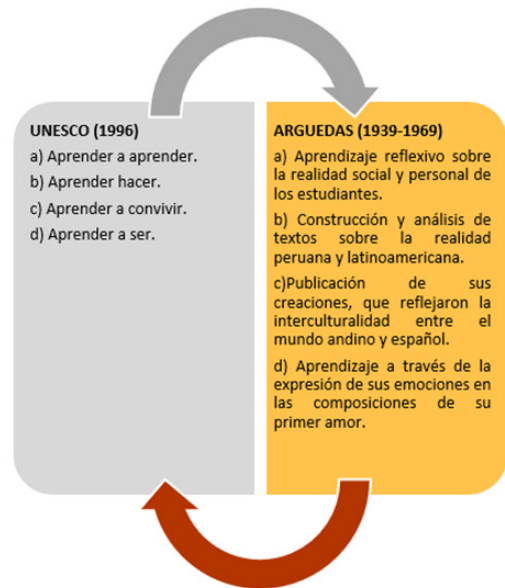 UNESCO (1996)
a) Aprender a aprender.
b) Aprender hacer.
c) Aprender a convivir.
d) Aprender a ser.
ARGUEDAS (1939-1969)
a) Aprendizaje reflexivo sobre
la realidad social y personal de
los estudiantes.
b) Construcción y análisis de
textos sobre la realidad
peruana y latinoamericana.
c)Publicación de sus
creaciones, que reflejaron la
interculturalidad entre el
mundo andino y español.
d) Aprendizaje a través de la
expresión de sus emociones en
las composiciones de su
primer amor.